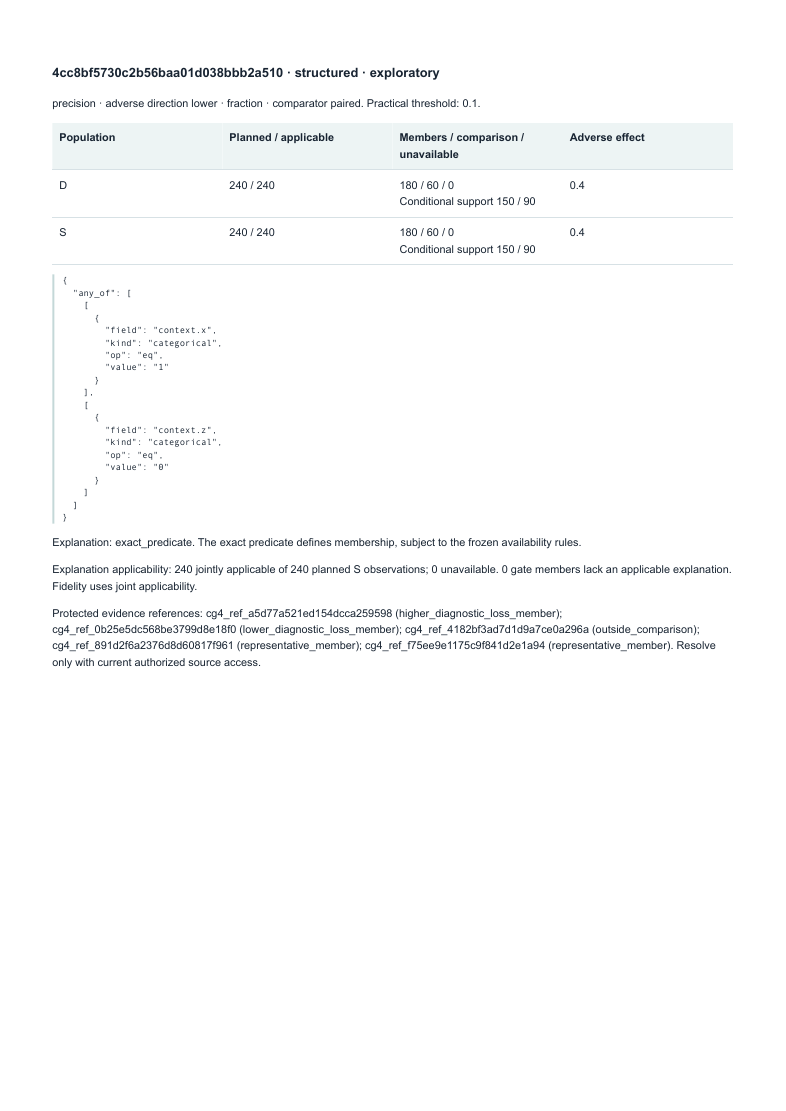 4cc8bf5730c2b56baa01d038bbb2a510 · structured · exploratory
precision · adverse direction lower · fraction · comparator paired. Practical threshold: 0.1.
Population
Planned / applicable
Members / comparison /
unavailable
Adverse effect
D
240 / 240
180 / 60 / 0
Conditional support 150 / 90
0.4
S
240 / 240
180 / 60 / 0
Conditional support 150 / 90
0.4
{
  "any_of": [
    [
      {
        "field": "context.x",
        "kind": "categorical",
        "op": "eq",
        "value": "1"
      }
    ],
    [
      {
        "field": "context.z",
        "kind": "categorical",
        "op": "eq",
        "value": "0"
      }
    ]
  ]
}
Explanation: exact_predicate. The exact predicate defines membership, subject to the frozen availability rules.
Explanation applicability: 240 jointly applicable of 240 planned S observations; 0 unavailable. 0 gate members lack an applicable explanation.
Fidelity uses joint applicability.
Protected evidence references: cg4_ref_a5d77a521ed154dcca259598 (higher_diagnostic_loss_member);
cg4_ref_0b25e5dc568be3799d8e18f0 (lower_diagnostic_loss_member); cg4_ref_4182bf3ad7d1d9a7ce0a296a (outside_comparison);
cg4_ref_891d2f6a2376d8d60817f961 (representative_member); cg4_ref_f75ee9e1175c9f841d2e1a94 (representative_member). Resolve
only with current authorized source access.